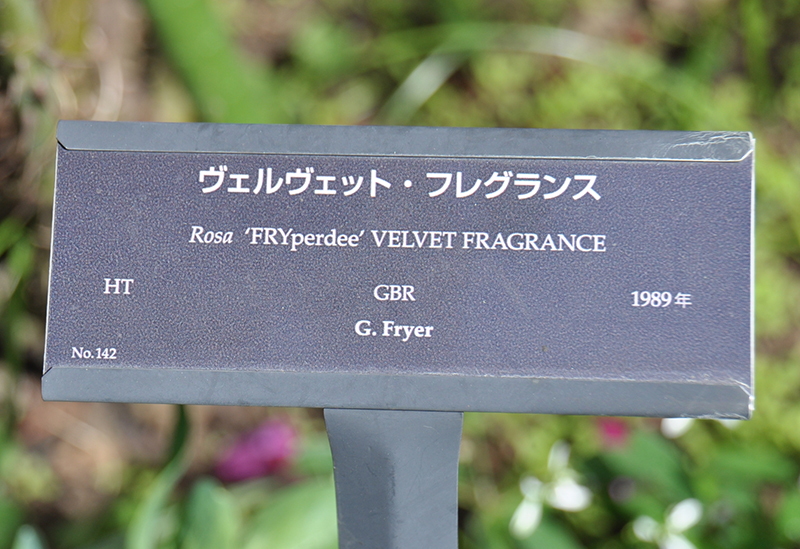 ヴェルヴェット・フレグランス
Rosa ‘FRYperdee’ VELVET FRAGRANCE
HT GBR 1989年
G. Fryer
No.142